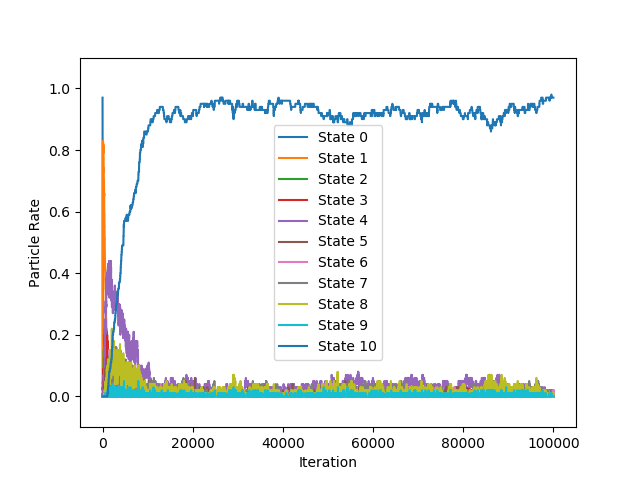 1.0
0.8
0.6
0.4
0.2
0.0
Particle Rate
State 0
State 1
State 2
State 3
State 4
State 5
State 6
State 7
State 8
State 9
State 10
0 20000 40000 60000 80000 100000
Iteration